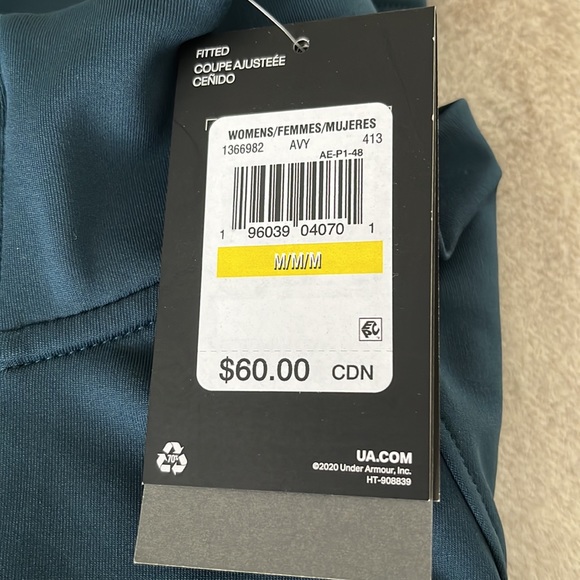 FITTED
COUPE AJUSTEÉE
CEÑIDO
WOMENS/FEMMES/MUJERES
1366982 AVY 413
AE-P1-48
1 96039 04070 1
M/M/M
$60.00 CDN
70%
UA.COM
©2020 Under Armour, Inc.
HT-908839